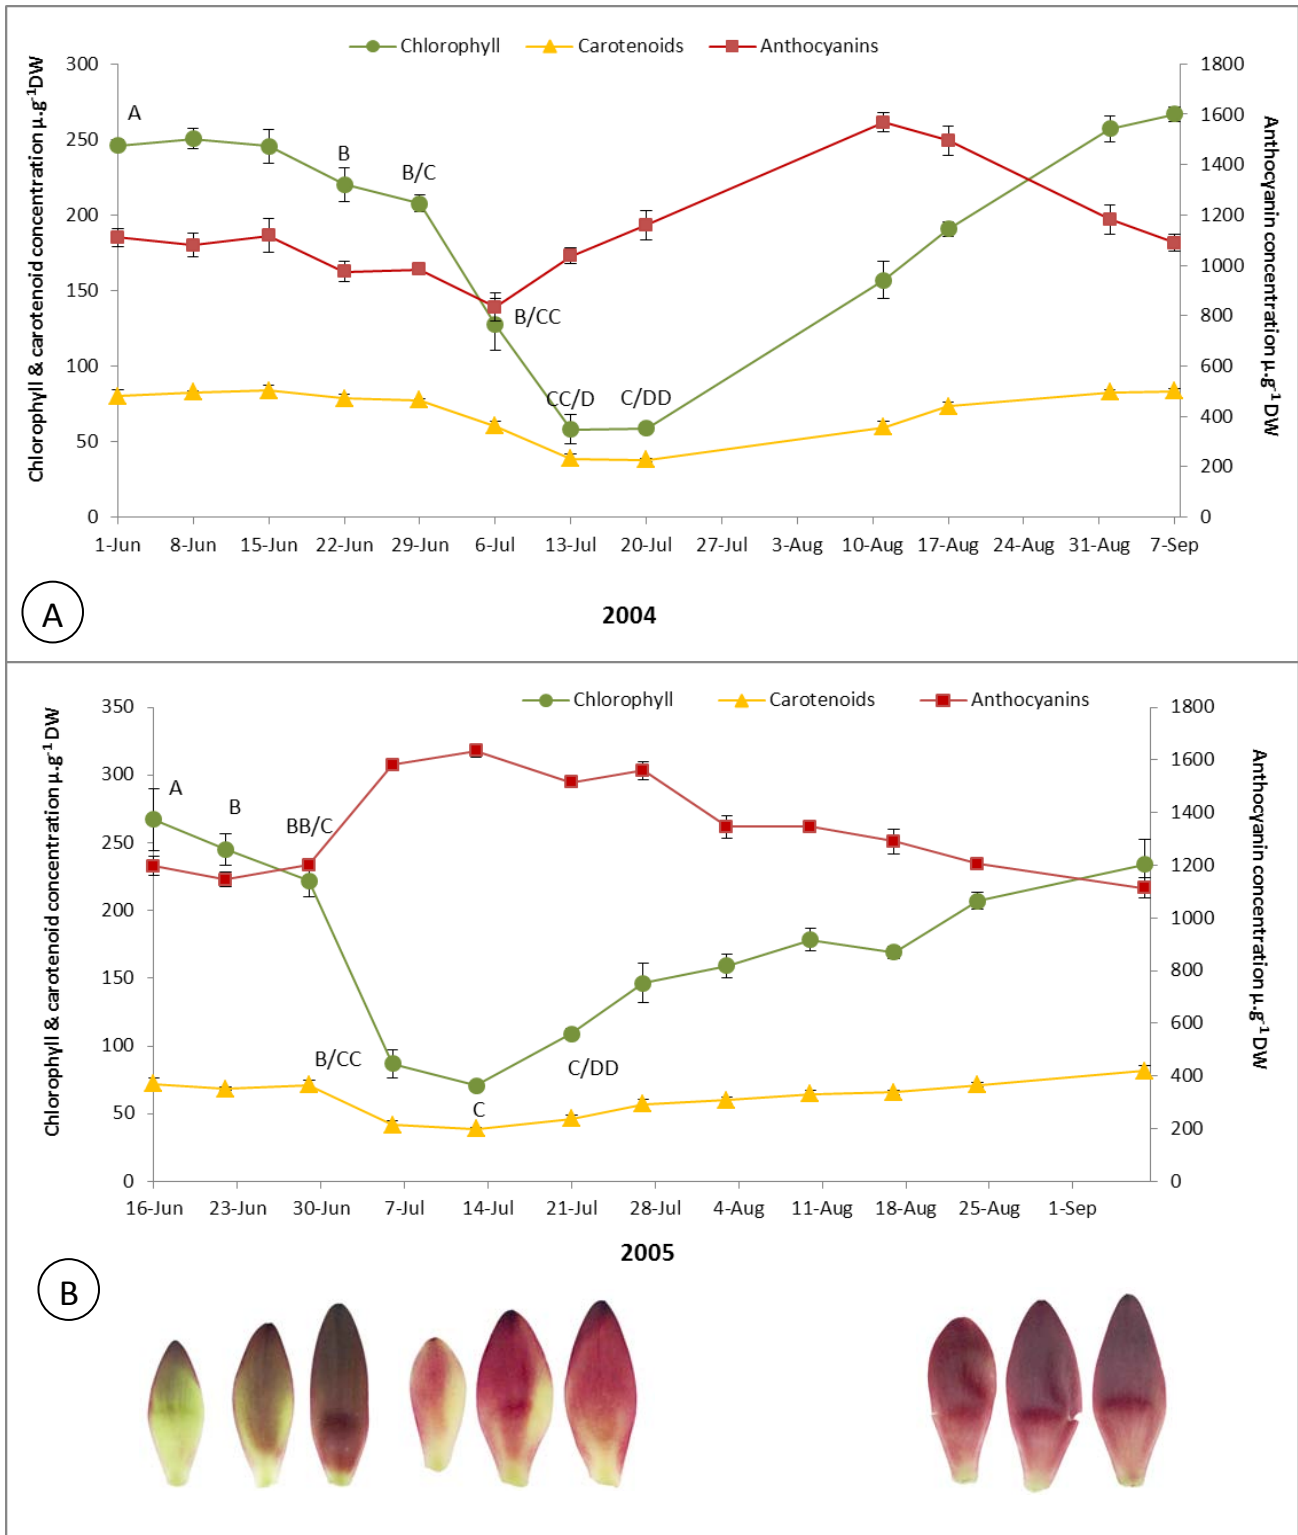 Chlorophyll Carotenoids Anthocyanins
Chlorophyll & carotenoid concentration µ.g-1DW
300
250
200
150
100
50
0
A
B
B/C
B/CC
CC/D
C/DD
1800
1600
1400
1200
1000
800
600
400
200
0
Anthocyanin concentration µ.g-1DW
1-Jun 8-Jun 15-Jun 22-Jun 29-Jun 6-Jul 13-Jul 20-Jul 27-Jul 3-Aug 10-Aug 17-Aug 24-Aug 31-Aug 7-Sep
A
2004
Chlorophyll Carotenoids Anthocyanins
Chlorophyll & carotenoid concentration µ.g-1 DW
350
300
250
200
150
100
50
0
A
B
BB/C
B/CC
C
C/DD
1800
1600
1400
1200
1000
800
600
400
200
0
Anthocyanin concentration µ.g-1DW
16-Jun 23-Jun 30-Jun 7-Jul 14-Jul 21-Jul 28-Jul 4-Aug 11-Aug 18-Aug 25-Aug 1-Sep
2005
B